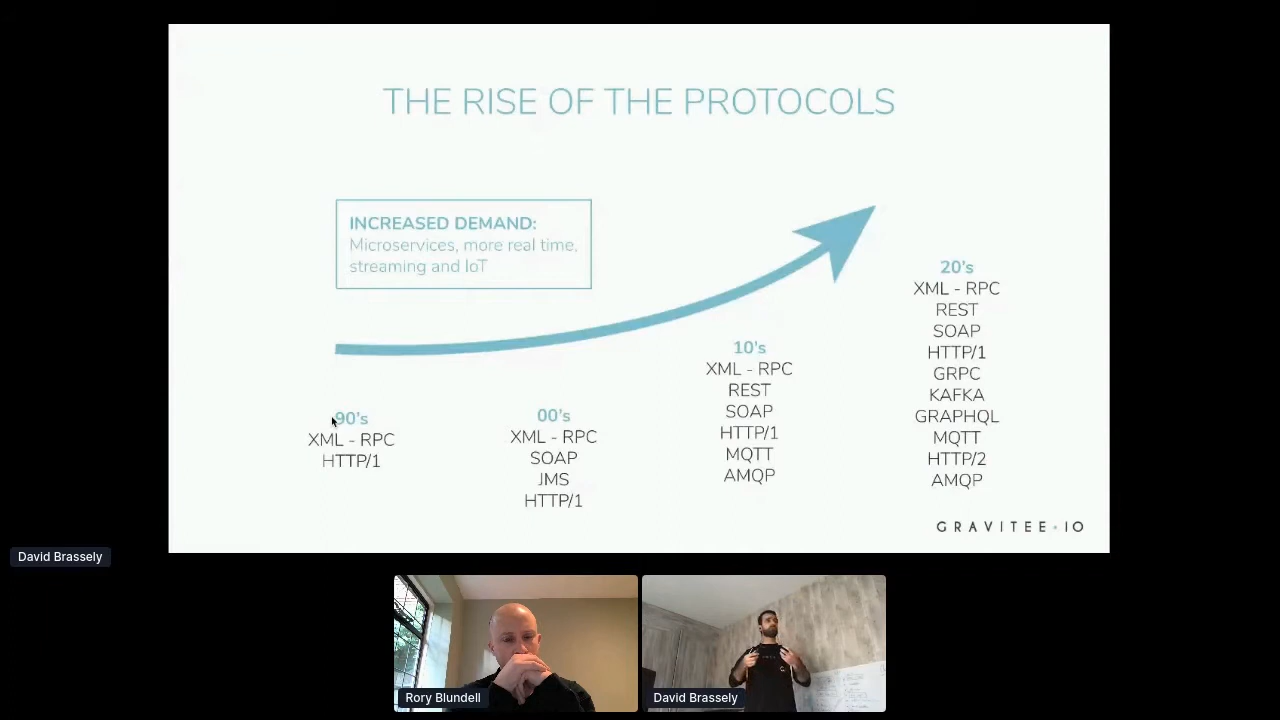 THE RISE OF THE PROTOCOLS
INCREASED DEMAND:
Microservices, more real time,
streaming and IoT
90's
XML - RPC
HTTP/1
00's
XML - RPC
SOAP
JMS
HTTP/1
10's
XML - RPC
REST
SOAP
HTTP/1
MQTT
AMQP
20's
XML - RPC
REST
SOAP
HTTP/1
GRPC
KAFKA
GRAPHQL
MQTT
HTTP/2
AMQP
GRAVITEE.IO
David Brassely
Rory Blundell
David Brassely